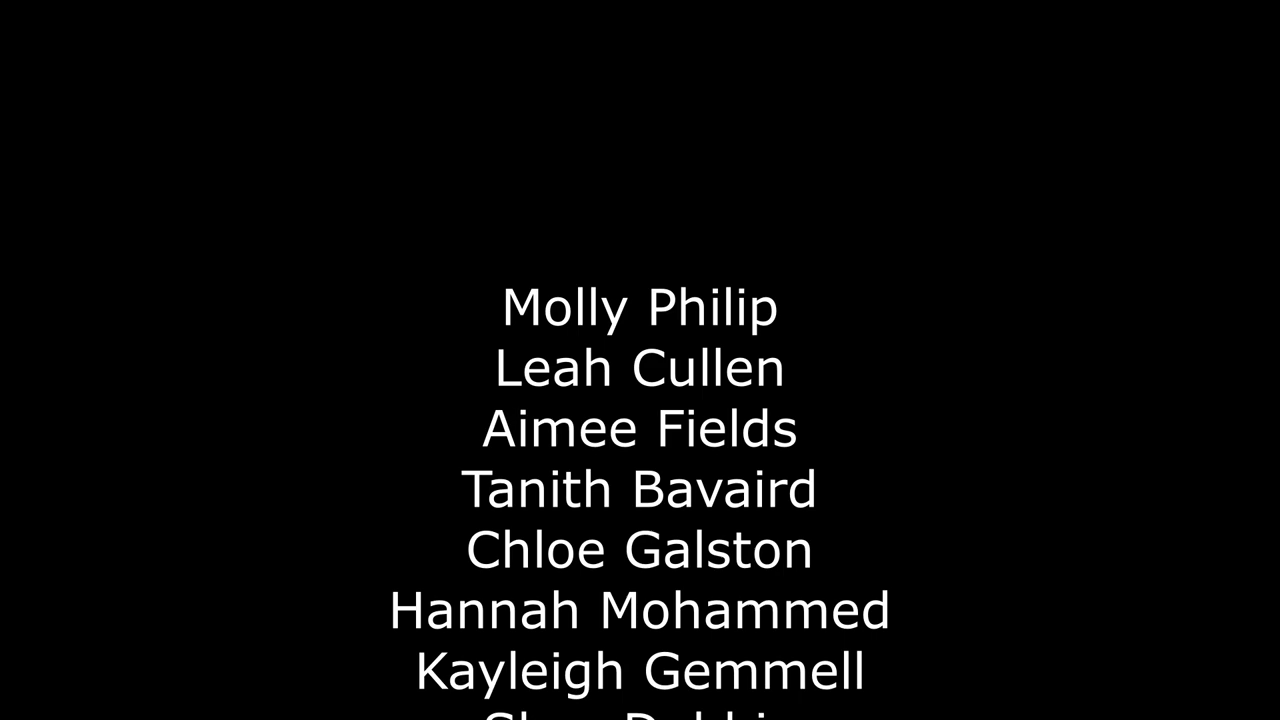 Molly Philip
Leah Cullen
Aimee Fields
Tanith Bavaird
Chloe Galston
Hannah Mohammed
Kayleigh Gemmell